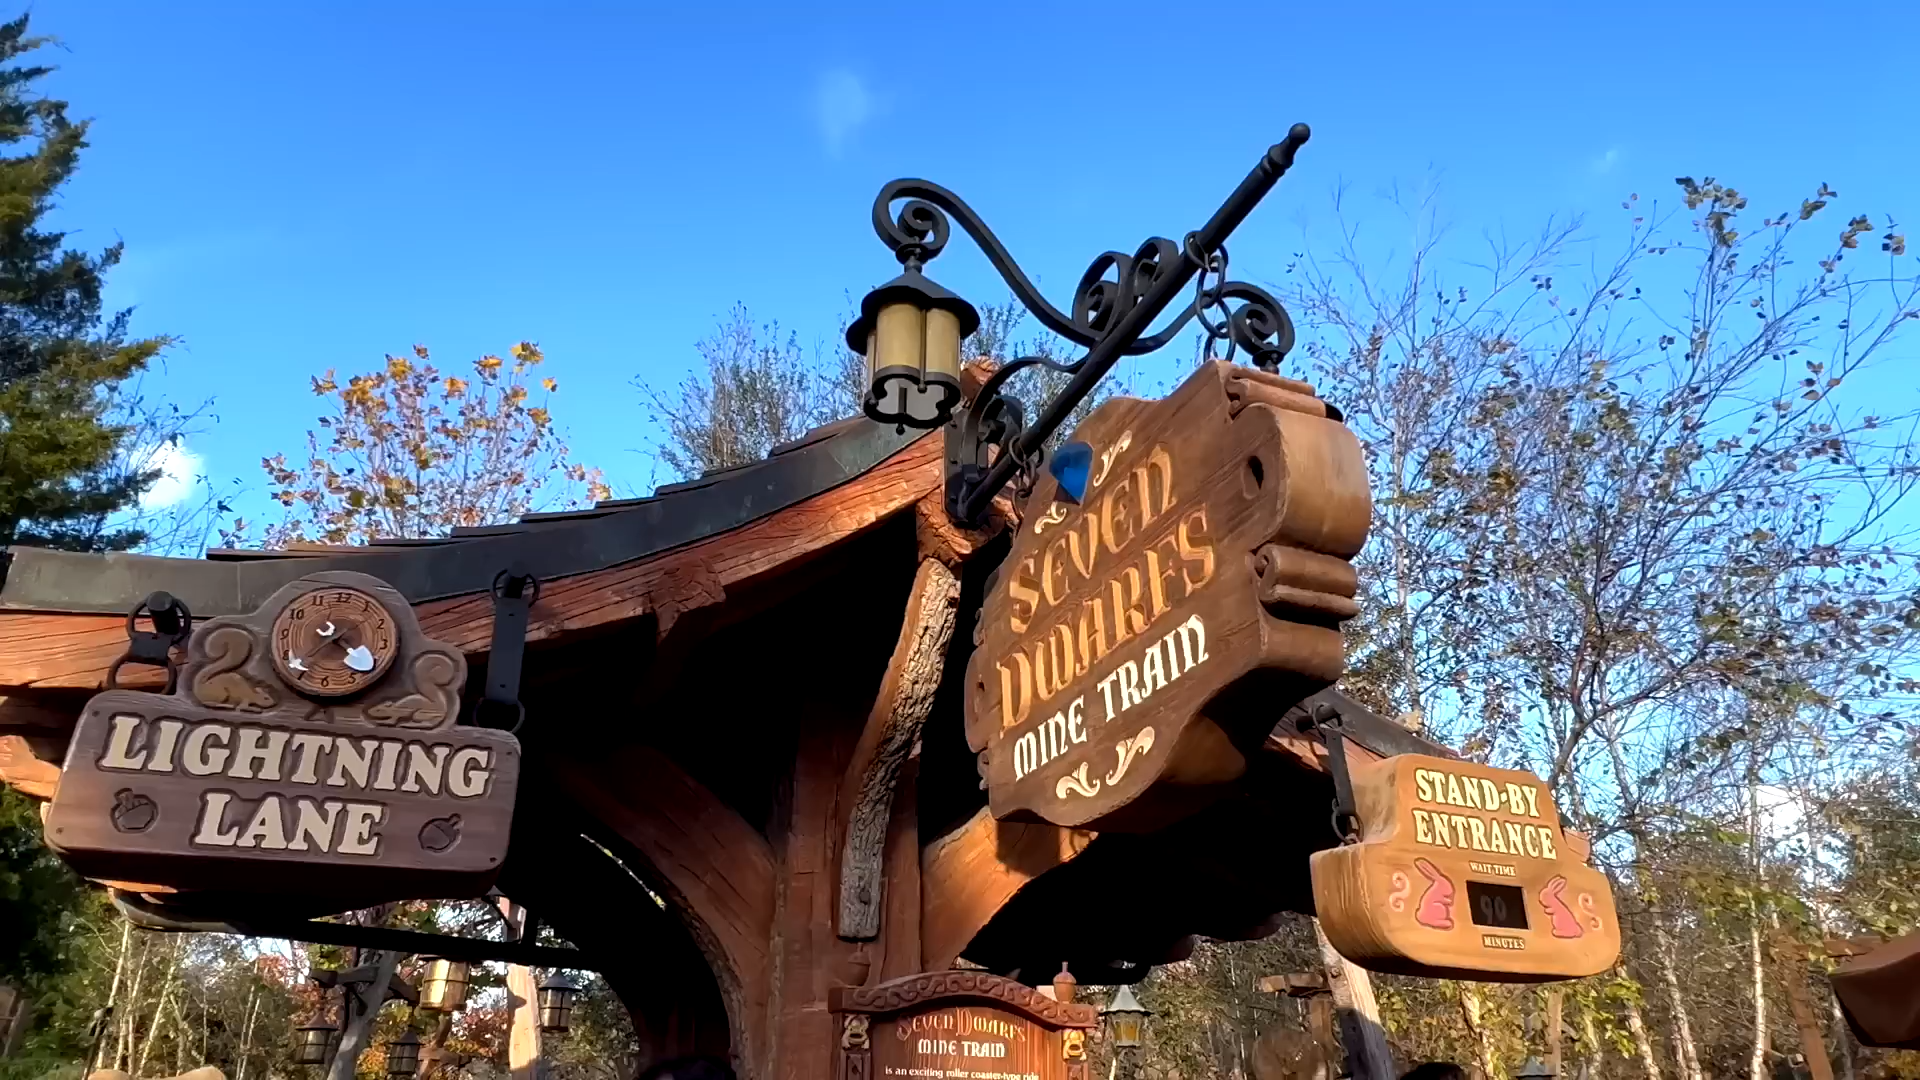 LIGHTNING
LANE
SEVEN
DWARFS
MINE TRAIN
STAND-BY
ENTRANCE
WAIT TIME
90
MINUTES
SEVEN DWARFS
MINE TRAIN
is an exciting roller coaster-type ride